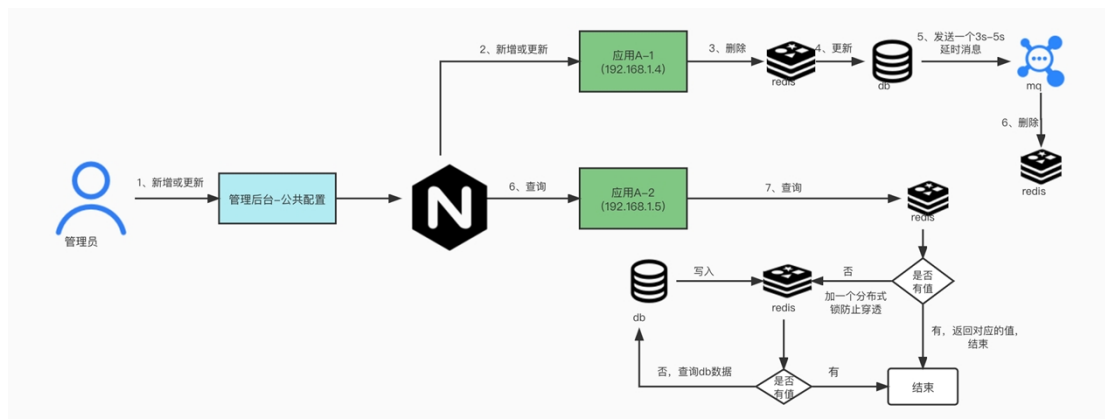 2、新增或更新
应用A-1
（192.168.1.4）
3、删除
redis
4、更新
db
5、发送一个3s-5s
延时消息
mq
6、删除
redis
1、新增或更新
管理员
管理后台-公共配置
N
6、查询
应用A-2
（192.168.1.5）
7、查询
redis
是否
有值
否
加一个分布式
锁防止穿透
写入
db
redis
有，返回对应的值，
结束
否，查询db数据
是否
有值
有
结束